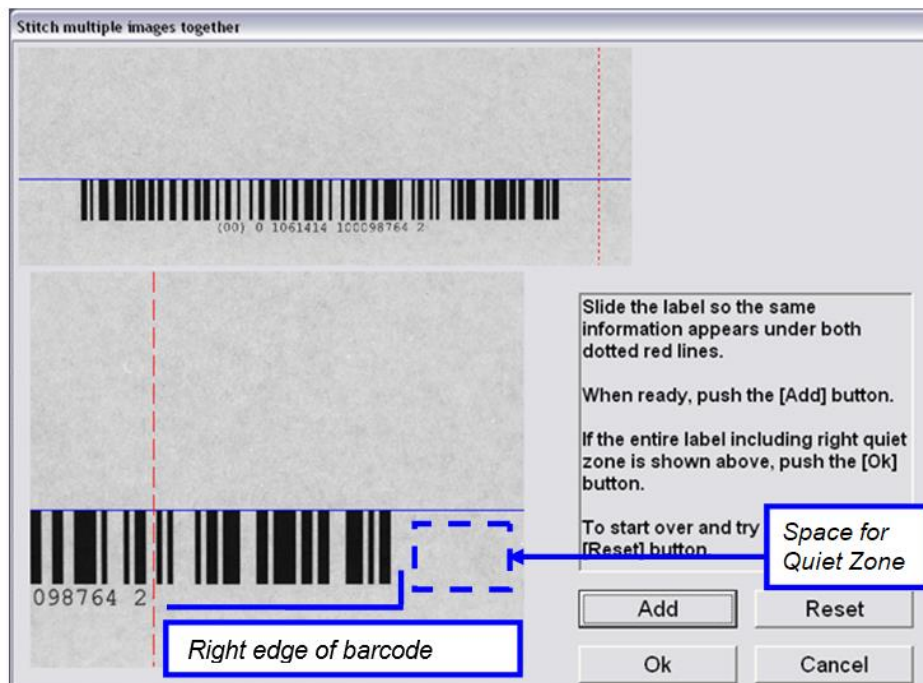 Stitch multiple images together
(00) 0 1061414 100098764 2
Slide the label so the same
information appears under both
dotted red lines.
When ready, push the [Add] button.
If the entire label including right quiet
zone is shown above, push the [Ok]
button.
To start over and try
[Reset] button
Space for
Quiet Zone
098764 2
Right edge of barcode
Add
Reset
Ok
Cancel